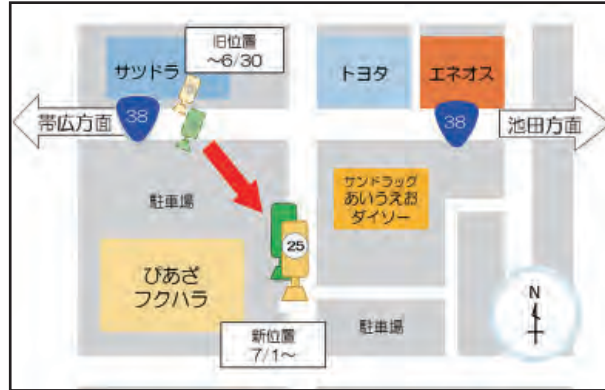 旧位置
～6/30
サツドラ
トヨタ
エネオス
帯広方面
38
38
池田方面
駐車場
サンドラッグ
あいうえお
ダイソー
25
ぴあざ
フクハラ
N
新位置
7/1～
駐車場